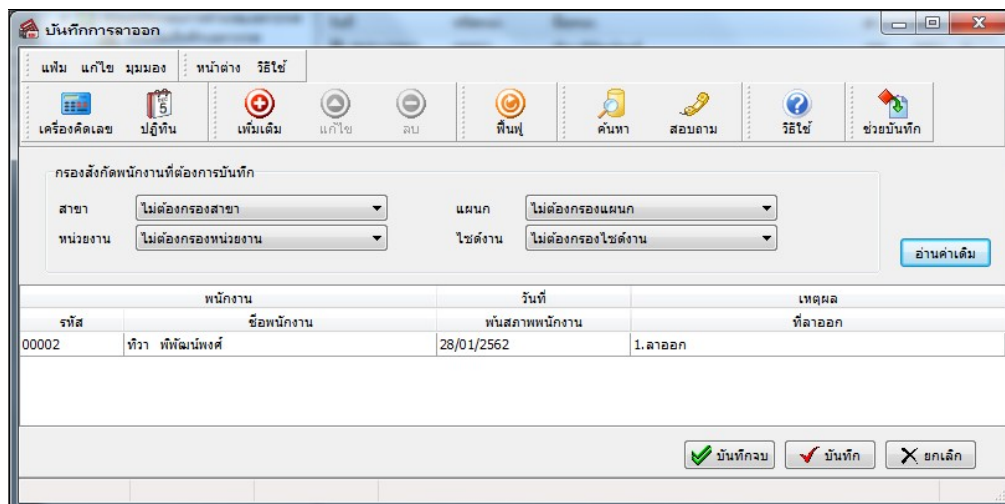 บันทึกการลาออก
แฟ้ม แก้ไข มุมมอง หน้าต่าง วิธีใช้
5
เครื่องคิดเลข ปฏิทิน เพิ่มเติม แก้ไข ลบ ฟื้นฟู ค้นหา สอบถาม วิธีใช้ ช่วยบันทึก
กรองสังกัดพนักงานที่ต้องการบันทึก
สาขา ไม่ต้องกรองสาขา แผนก ไม่ต้องกรองแผนก
หน่วยงาน ไม่ต้องกรองหน่วยงาน ไซด์งาน ไม่ต้องกรองไซด์งาน
อ่านค่าเดิม
พนักงาน วันที่ เหตุผล
รหัส ชื่อพนักงาน พ้นสภาพพนักงาน ที่ลาออก
00002 ทิวา พิพัฒน์พงศ์ 28/01/2562 1.ลาออก
บันทึกจบ บันทึก ยกเลิก